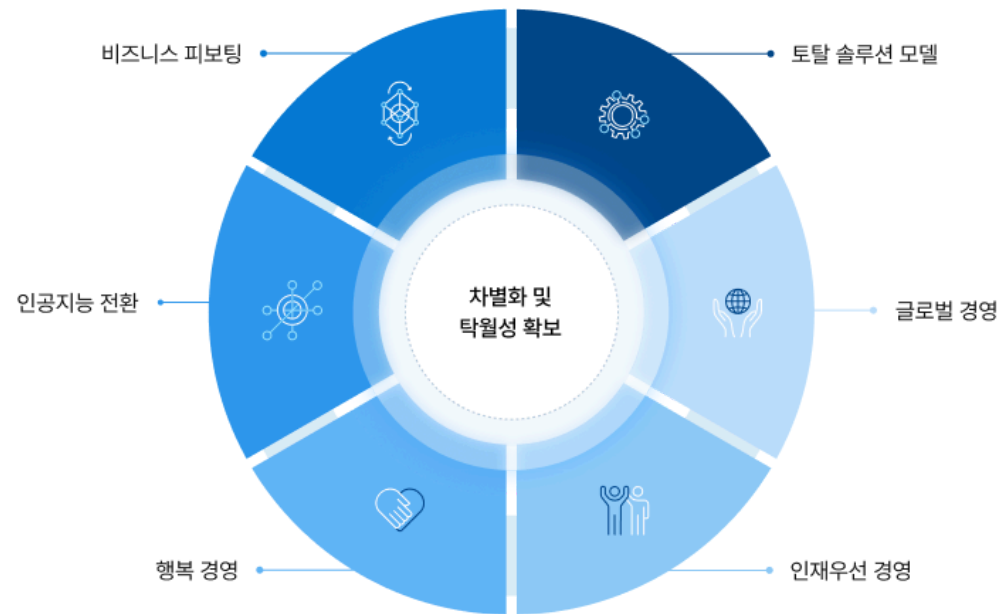 비즈니스 피보팅
토탈 솔루션 모델
인공지능 전환
차별화 및
탁월성 확보
글로벌 경영
행복 경영
인재우선 경영